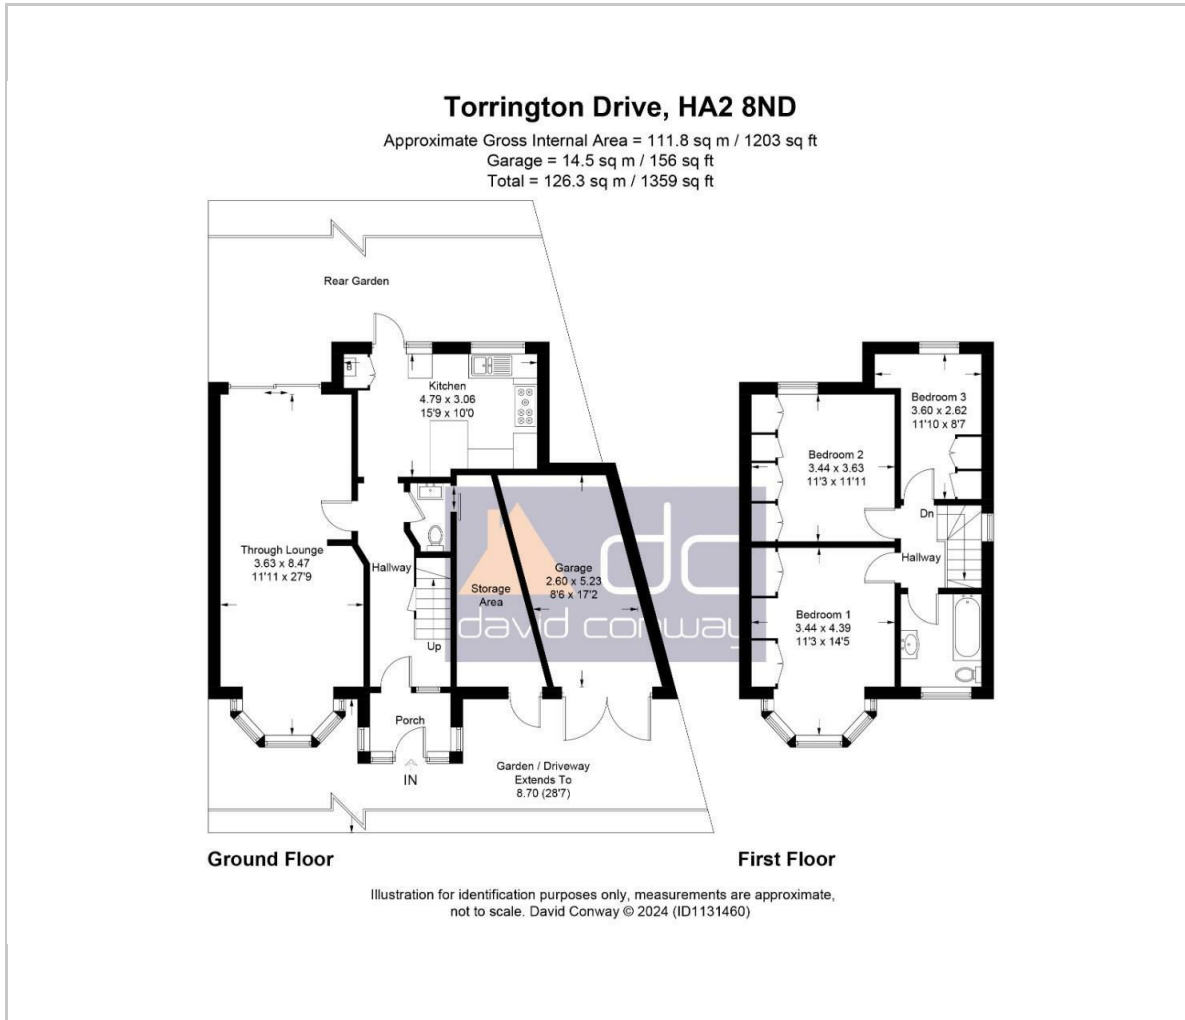 Torrington Drive, HA2 8ND
Approximate Gross Internal Area = 111.8 sq m / 1203 sq ft
Garage = 14.5 sq m / 156 sq ft
Total = 126.3 sq m / 1359 sq ft
Rear Garden
Kitchen
4.79 x 3.06
15'9 x 10'0
Through Lounge
3.63 x 8.47
11'11 x 27'9
Hallway
Up
Storage
Area
Garage
2.60 x 5.23
8'6 x 17'2
dc
david conway
Porch
IN
Garden / Driveway
Extends To
8.70 (28'7)
Bedroom 3
3.60 x 2.62
11'10 x 8'7
Bedroom 2
3.44 x 3.63
11'3 x 11'11
Dn
Hallway
Bedroom 1
3.44 x 4.39
11'3 x 14'5
Ground Floor
First Floor
Illustration for identification purposes only, measurements are approximate,
not to scale. David Conway © 2024 (ID1131460)